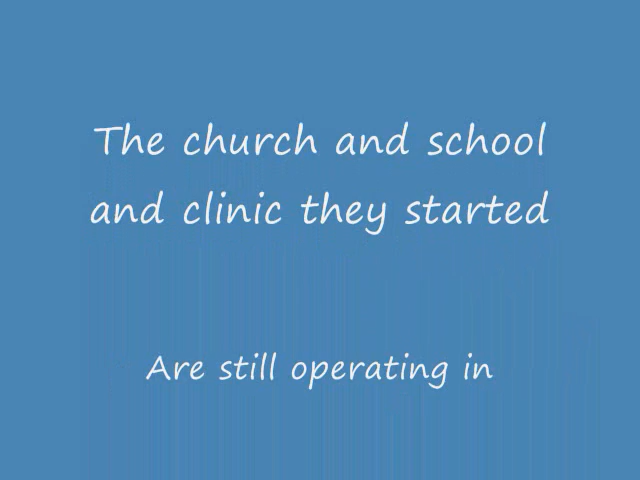 The church and school
and clinic they started
Are still operating in